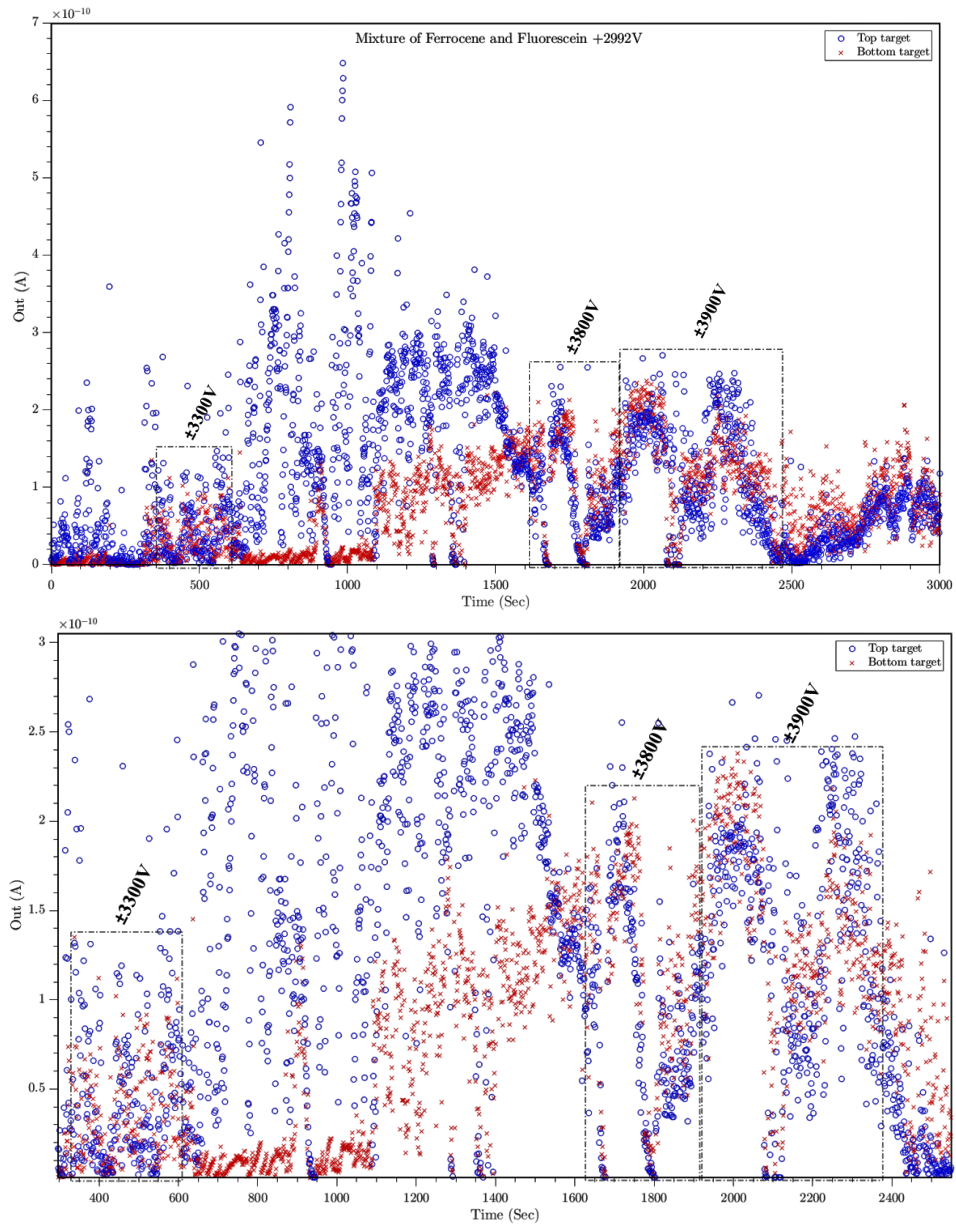 ×10⁻¹⁰
Mixture of Ferrocene and Fluorescein +2992V
Top target
Bottom target
7
6
5
4
3
2
1
0
Out (A)
±3300V
±3800V
±3900V
0 500 1000 1500 2000 2500 3000
Time (Sec)
×10⁻¹⁰
Top target
Bottom target
3
2.5
2
1.5
1
0.5
Out (A)
±3300V
±3800V
±3900V
400 600 800 1000 1200 1400 1600 1800 2000 2200 2400
Time (Sec)